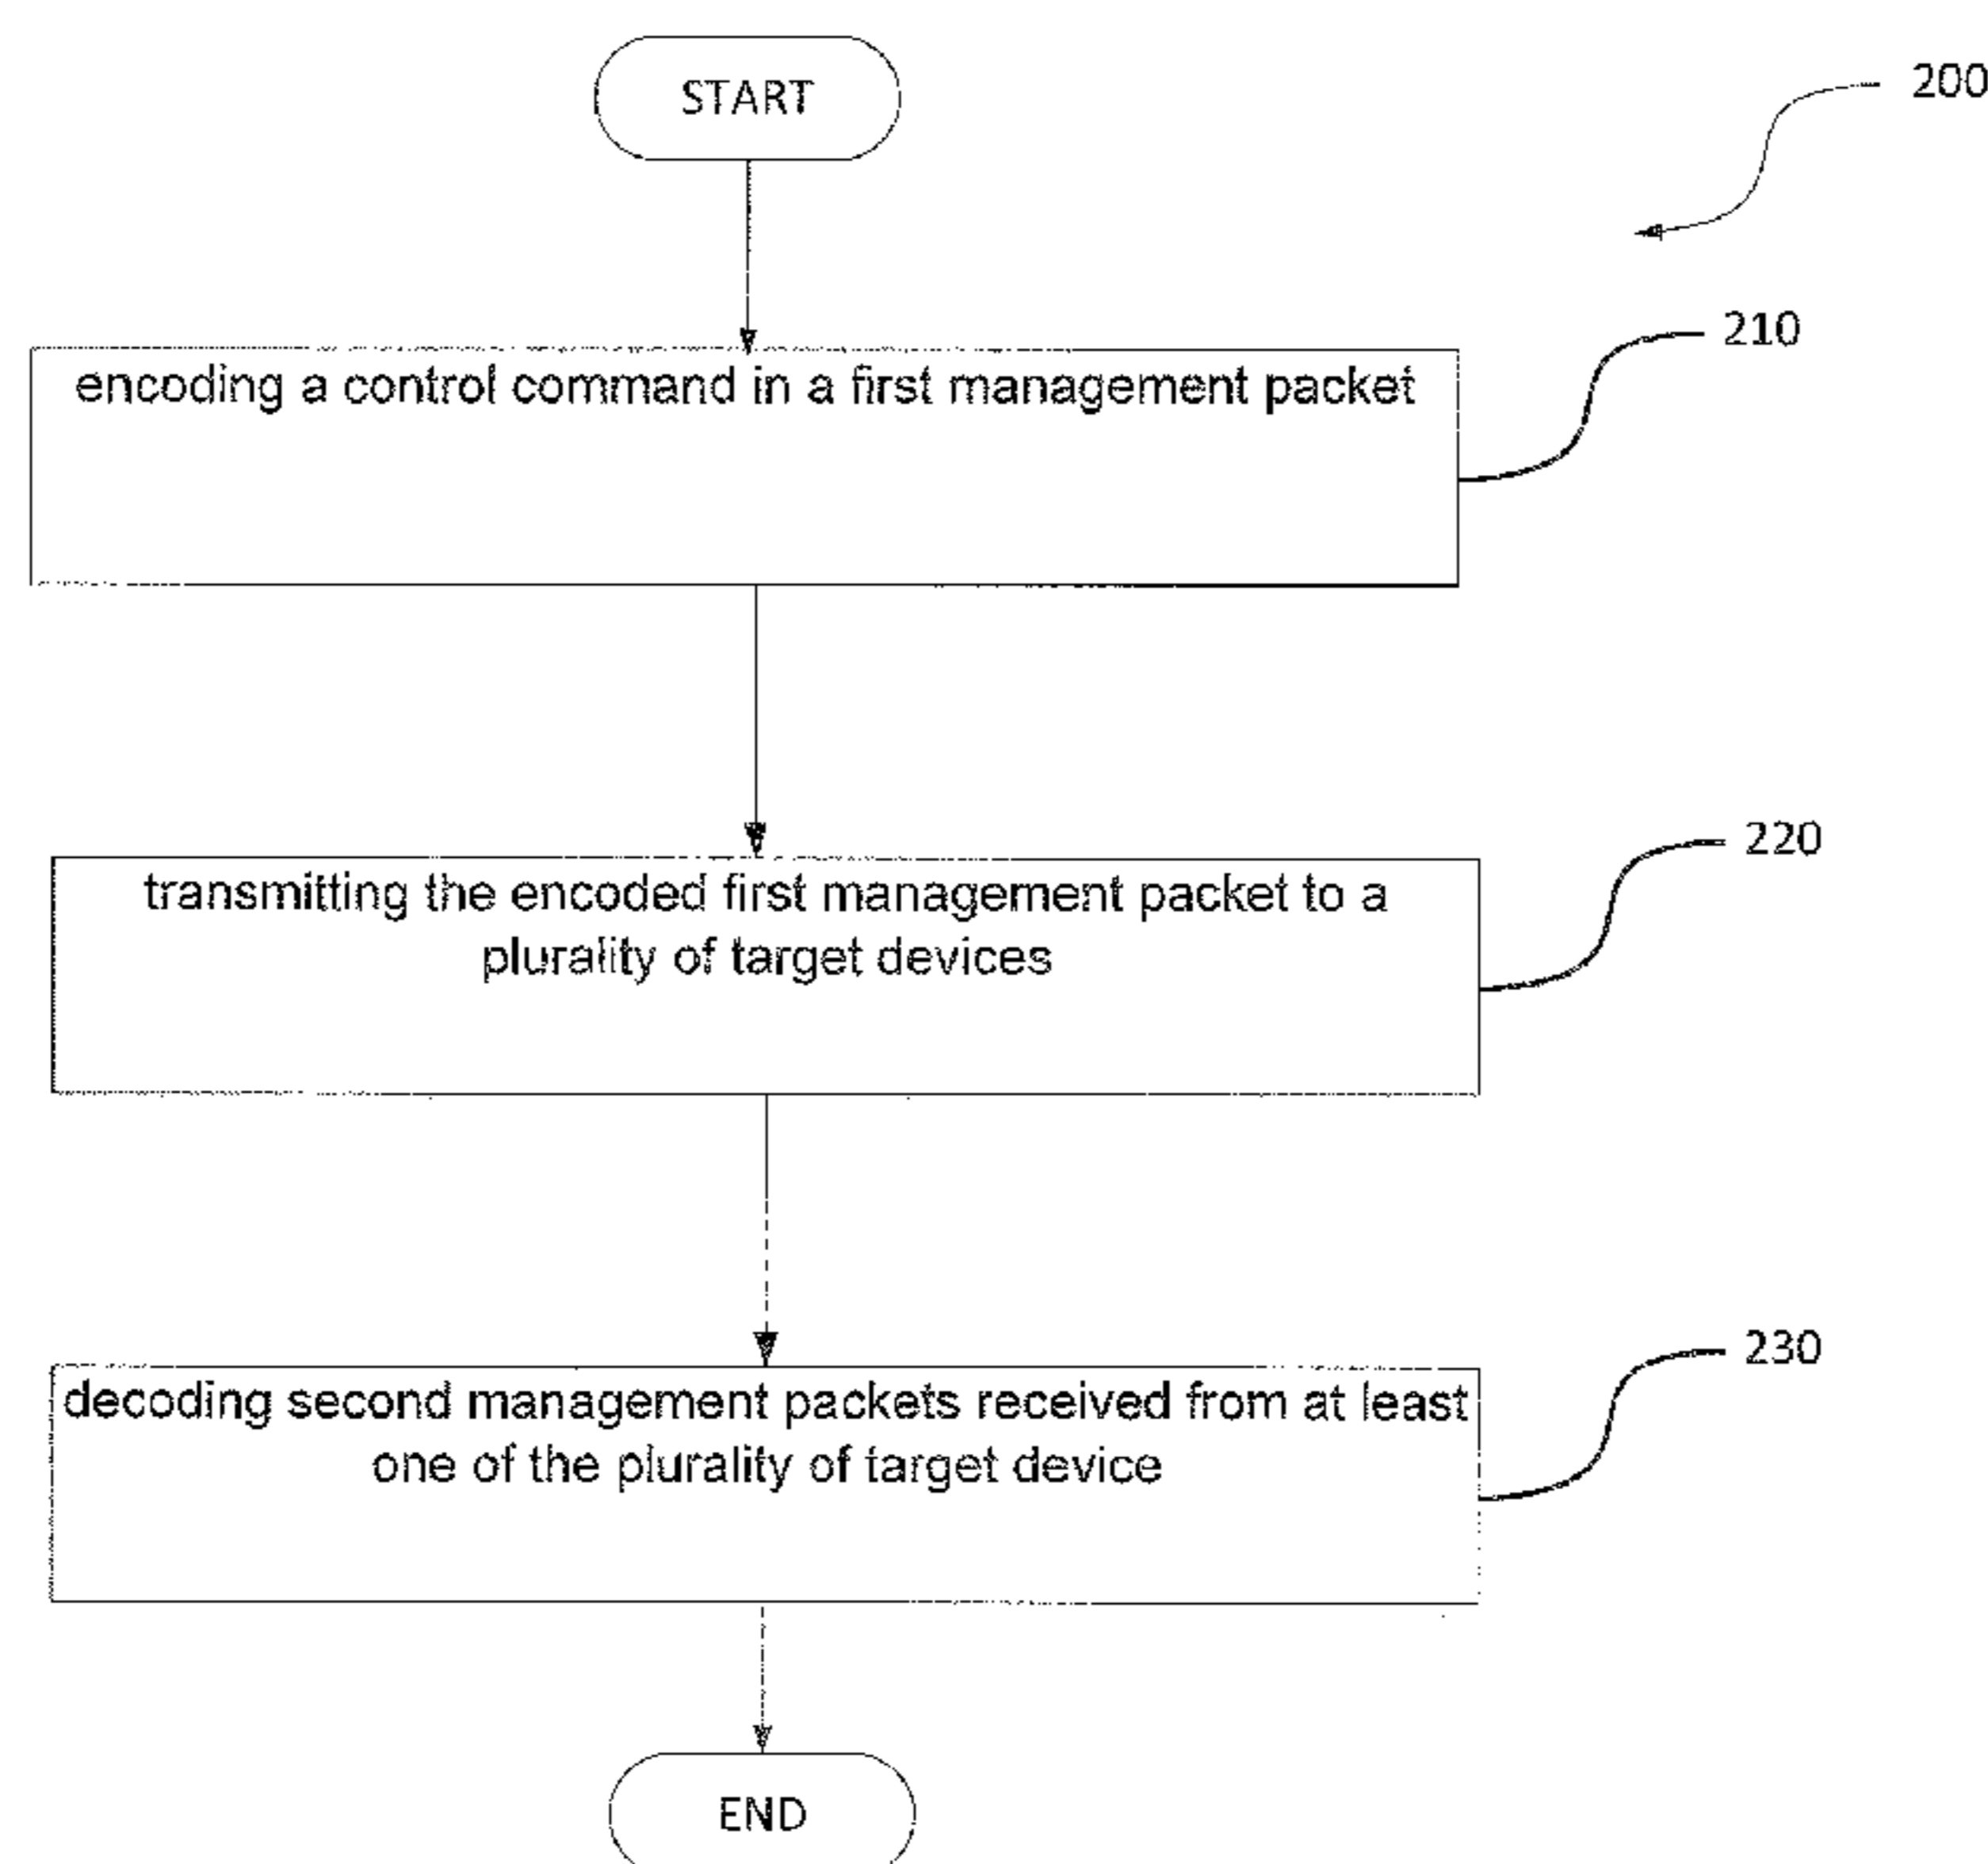 START
200
210
encoding a control command in a first management packet
220
transmitting the encoded first management packet to a
plurality of target devices
230
decoding second management packets received from at least
one of the plurality of target device
END